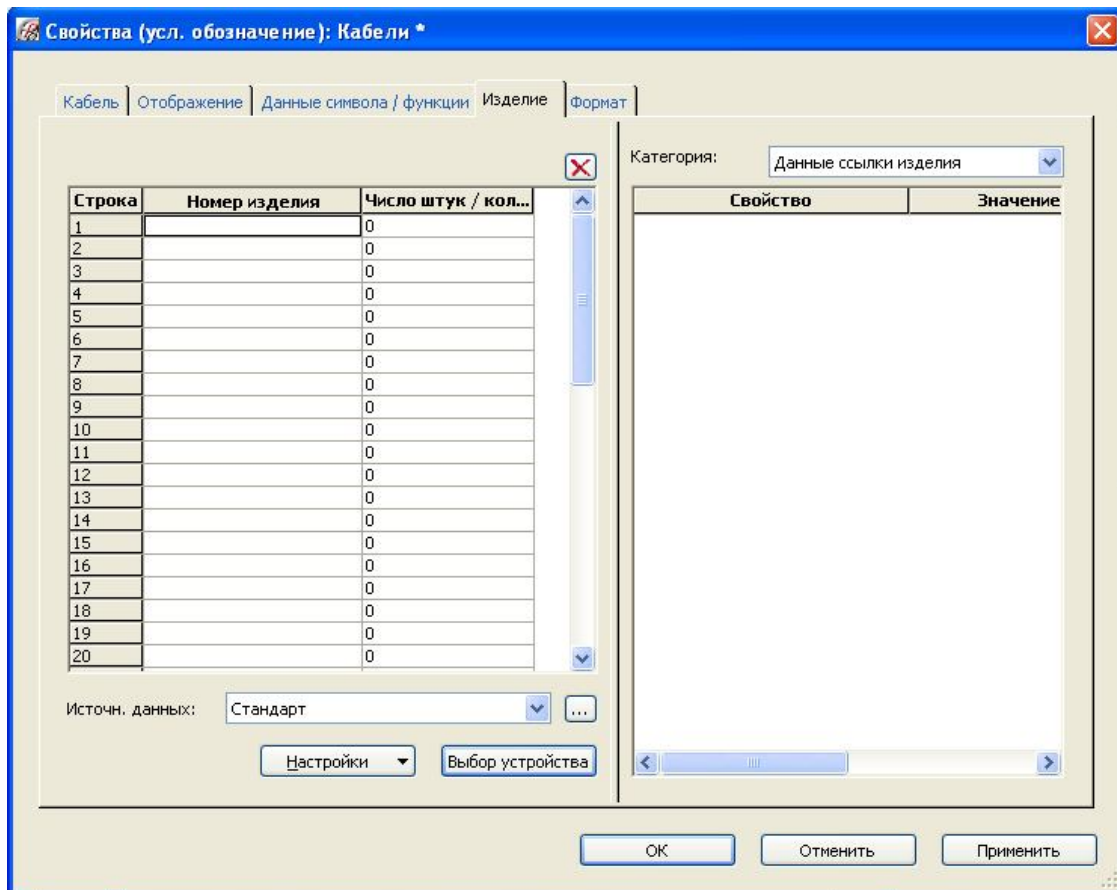 Свойства (усл. обозначение): Кабели *
Кабель Отображение Данные символа / функции Изделие Формат
Категория: Данные ссылки изделия
Строка Номер изделия Число штук / кол... Свойство Значение
1 0
2 0
3 0
4 0
5 0
6 0
7 0
8 0
9 0
10 0
11 0
12 0
13 0
14 0
15 0
16 0
17 0
18 0
19 0
20 0
Источн. данных: Стандарт ...
Настройки Выбор устройства
ОК Отменить Применить